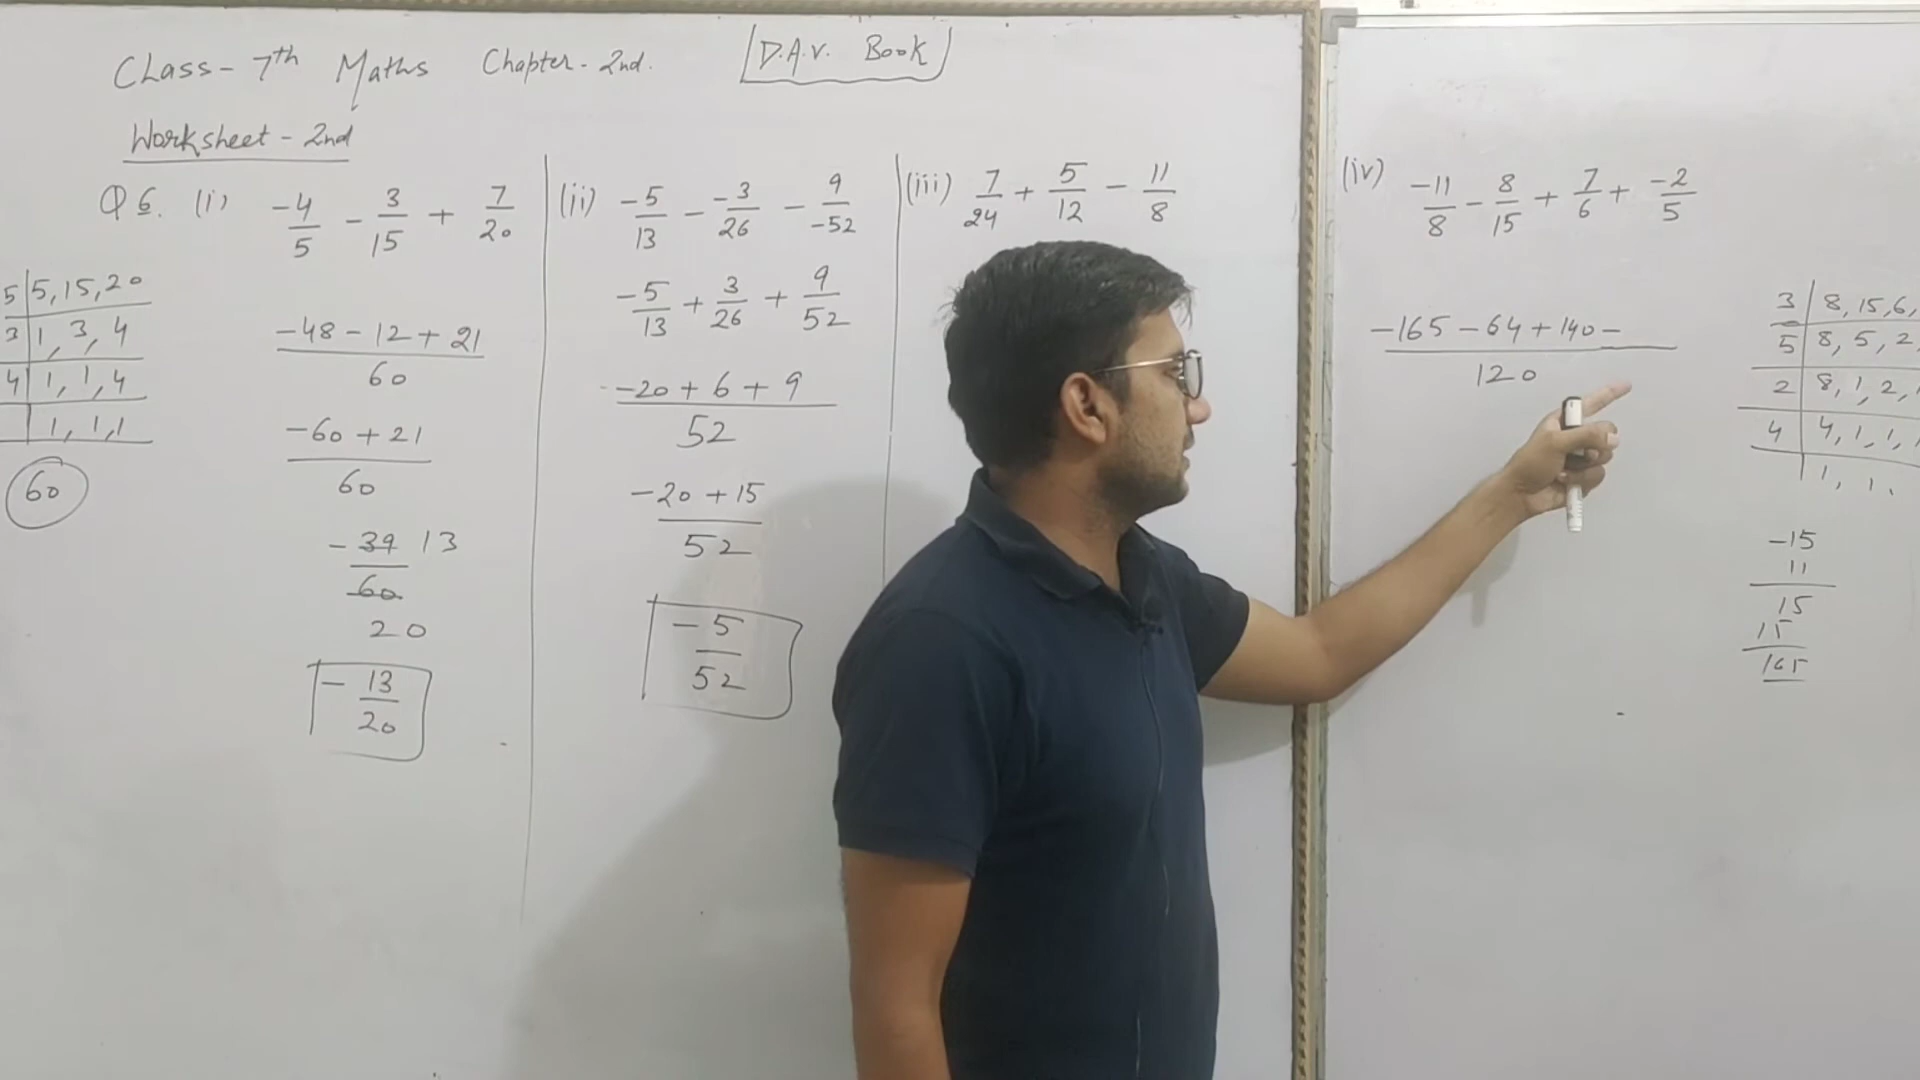 Class - 7th Maths Chapter - 2nd. D.A.V. Book
Worksheet - 2nd
Q 6. (i) -4/5 - 3/15 + 7/20
5 | 5, 15, 20
3 | 1, 3, 4
4 | 1, 1, 4
1, 1, 1
60
-48 - 12 + 21
60
-60 + 21
60
-39 13
60
20
- 13/20
(ii) -5/13 - -3/26 - 9/-52
-5/13 + 3/26 + 9/52
-20 + 6 + 9
52
-20 + 15
52
-5/52
(iii) 7/24 + 5/12 - 11/8
(iv) -11/8 - 8/15 + 7/6 + -2/5
-165 - 64 + 140 -
120
3 | 8, 15, 6,
5 | 8, 5, 2,
2 | 8, 1, 2,
4 | 4, 1, 1,
1, 1,
-15
11
15
15
165